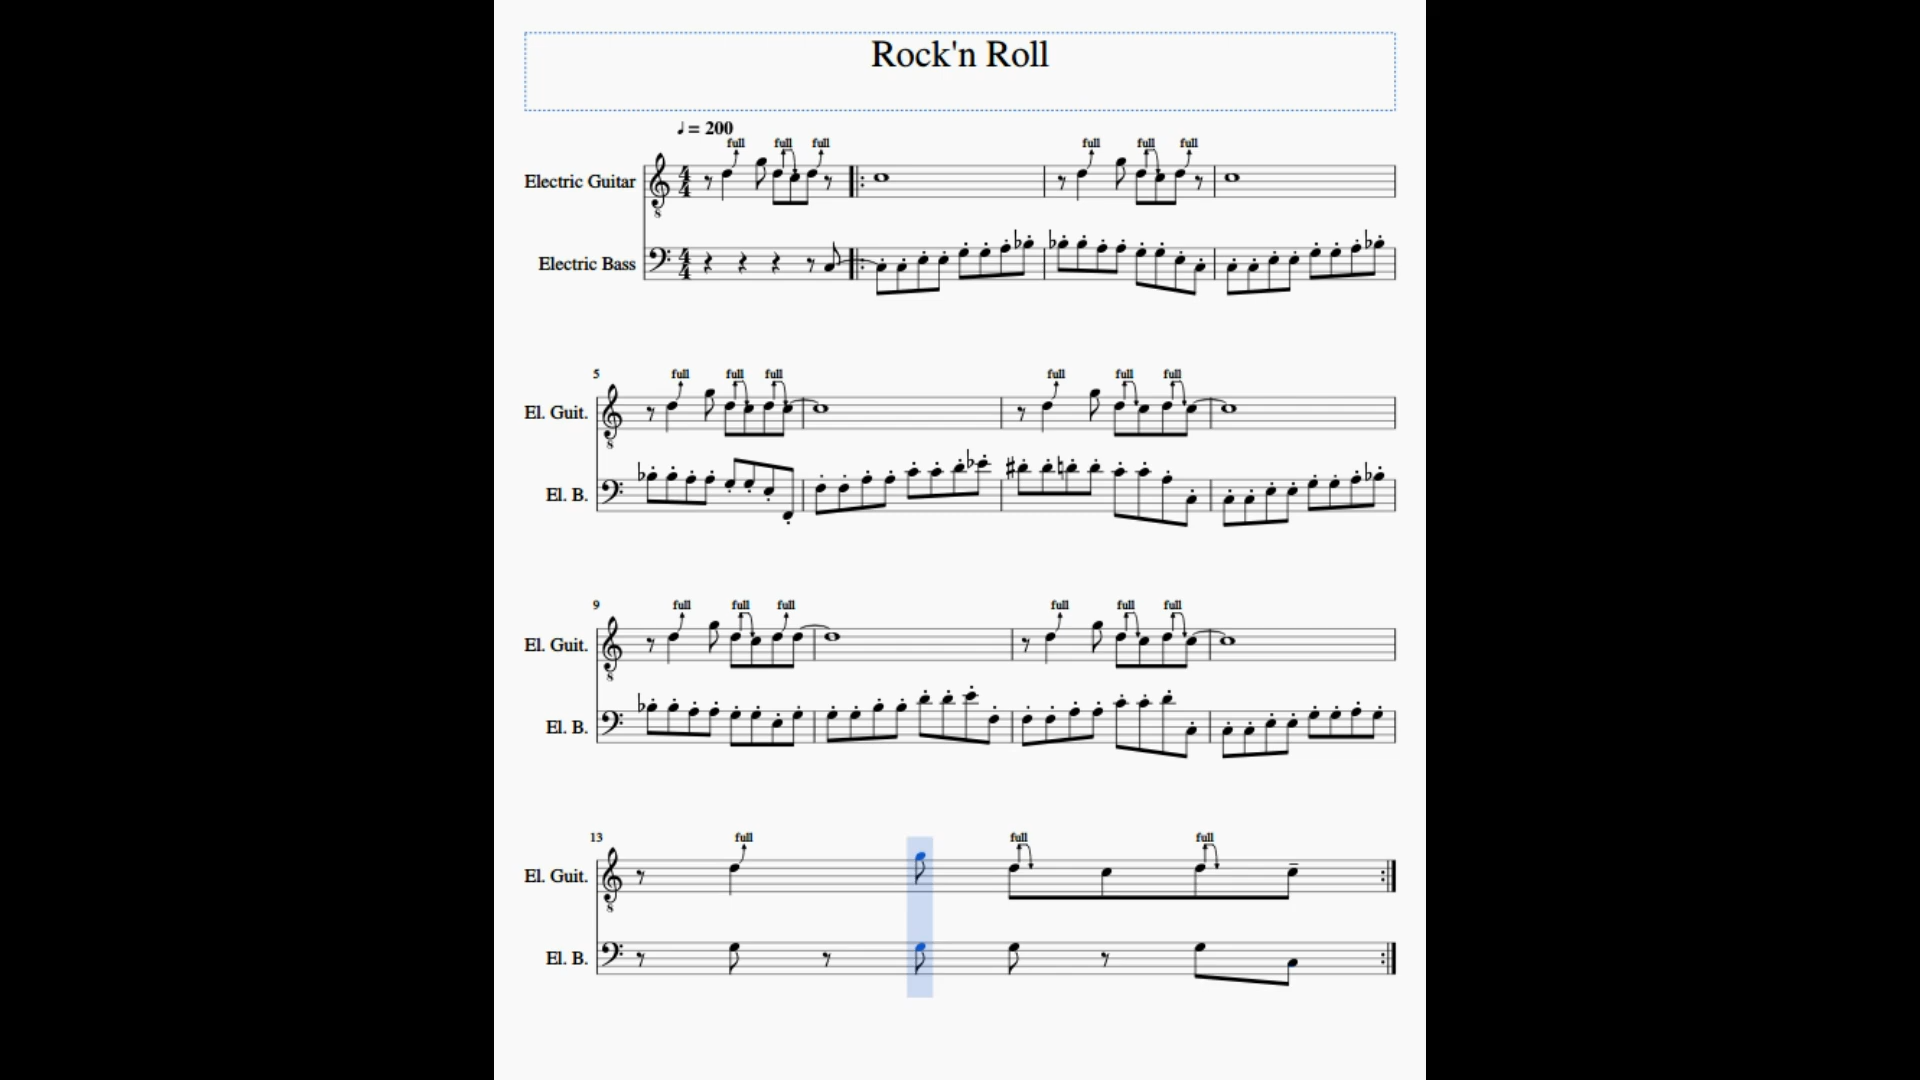 Rock'n Roll
♩ = 200
full full full full full full
Electric Guitar
8
Electric Bass
5
full full full full full full
El. Guit.
8
El. B.
9
full full full full full full
El. Guit.
8
El. B.
13
full full full
El. Guit.
8
El. B.